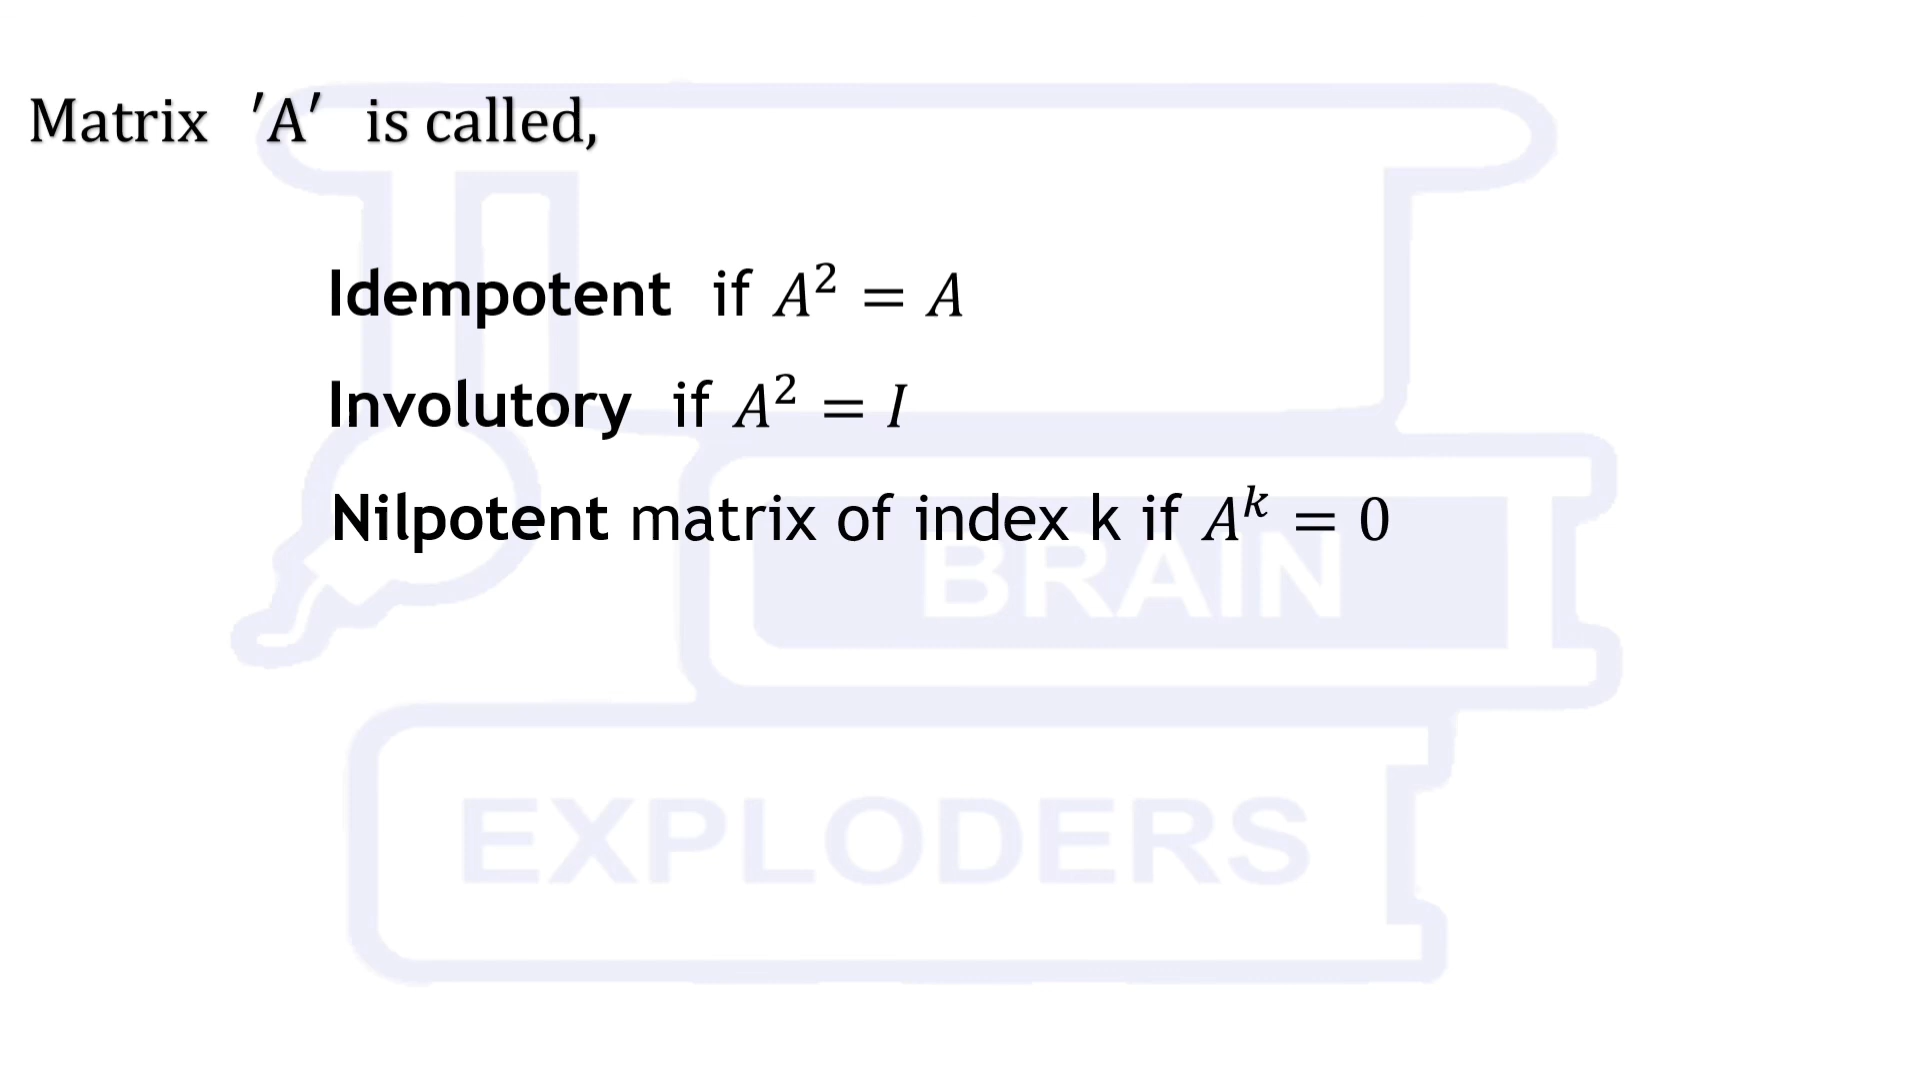 Matrix ′A′ is called,
Idempotent if A² = A
Involutory if A² = I
Nilpotent matrix of index k if Aᵏ = 0
BRAIN
EXPLODERS